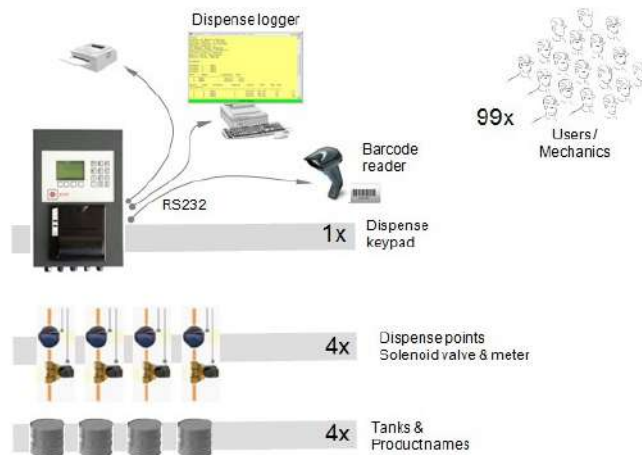 Dispense logger
99x
Users/
Mechanics
Barcode
reader
RS232
1x
Dispense
keypad
4x
Dispense points
Solenoid valve & meter
4x
Tanks &
Productnames